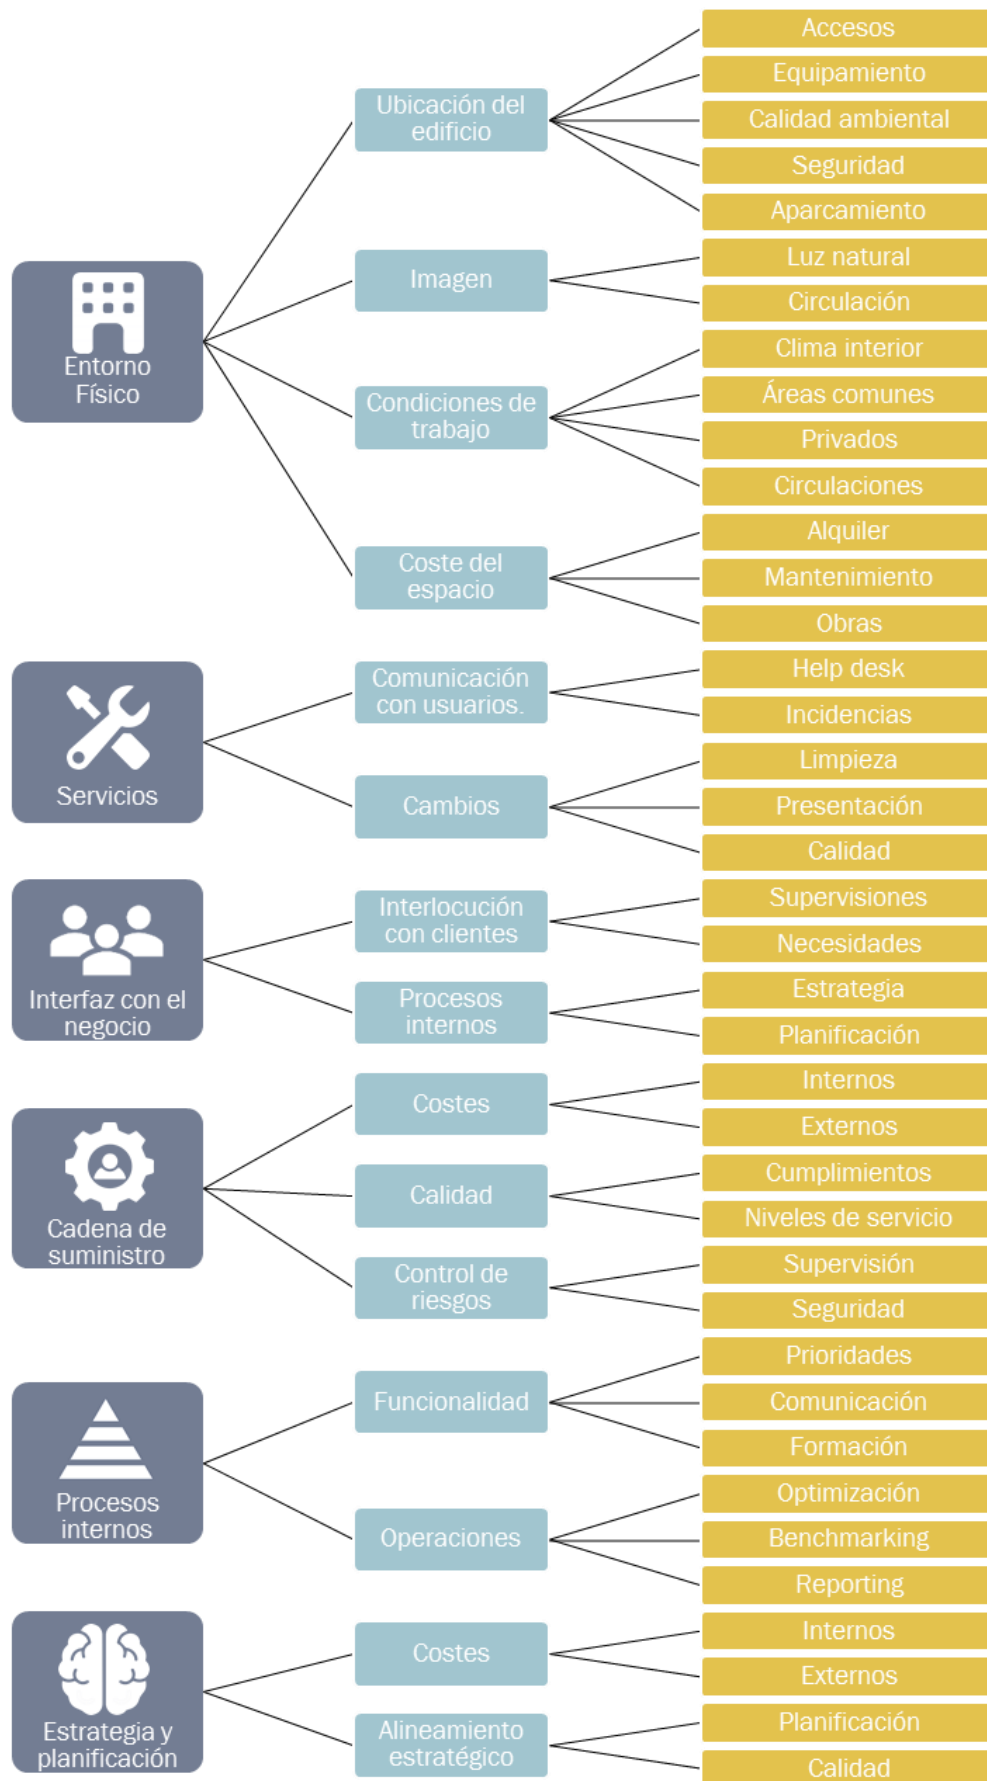 Entorno
Físico
Ubicación del
edificio
Accesos
Equipamiento
Calidad ambiental
Seguridad
Aparcamiento
Imagen
Luz natural
Circulación
Condiciones de
trabajo
Clima interior
Áreas comunes
Privados
Circulaciones
Coste del
espacio
Alquiler
Mantenimiento
Obras
Servicios
Comunicación
con usuarios.
Help desk
Incidencias
Cambios
Limpieza
Presentación
Calidad
Interfaz con el
negocio
Interlocución
con clientes
Supervisiones
Necesidades
Procesos
internos
Estrategia
Planificación
Cadena de
suministro
Costes
Internos
Externos
Calidad
Cumplimientos
Niveles de servicio
Control de
riesgos
Supervisión
Seguridad
Procesos
internos
Funcionalidad
Prioridades
Comunicación
Formación
Operaciones
Optimización
Benchmarking
Reporting
Estrategia y
planificación
Costes
Internos
Externos
Alineamiento
estratégico
Planificación
Calidad